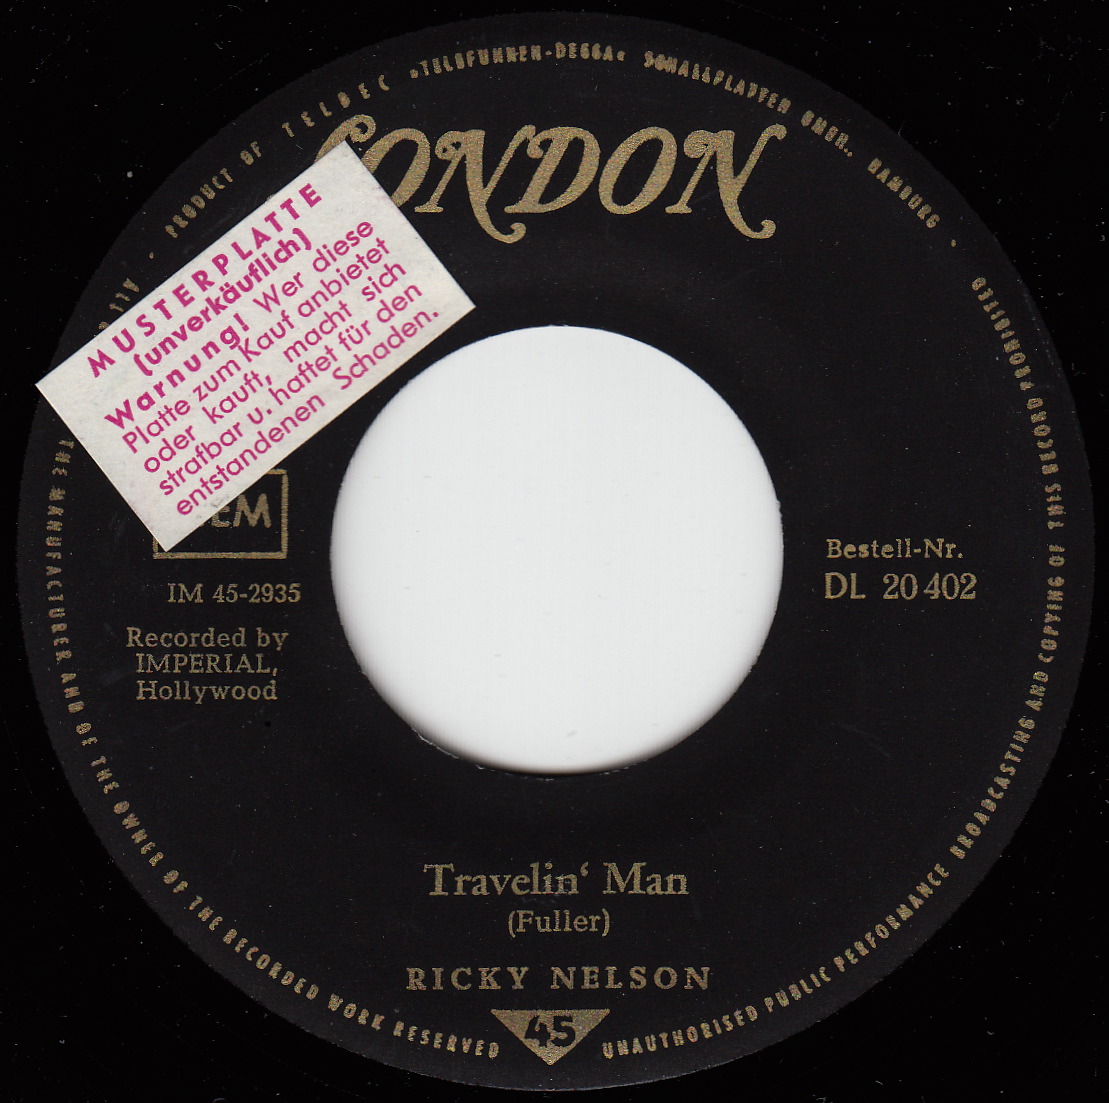 PRODUCT OF TELDEC »TELEFUNKEN-DECCA« SCHALLPLATTEN GMBH., HAMBURG ·
LONDON
MUSTERPLATTE
(unverkäuflich)
Warnung! Wer diese
Platte zum Kauf anbietet
oder kauft, macht sich
strafbar u. haftet für den
entstandenen Schaden.
IM 45-2935
Recorded by
IMPERIAL,
Hollywood
Bestell-Nr.
DL 20 402
Travelin‘ Man
(Fuller)
RICKY NELSON
45
ALL
THE MANUFACTURER AND OF THE OWNER OF THE RECORDED WORK RESERVED
UNAUTHORISED PUBLIC PERFORMANCE BROADCASTING AND COPYING OF THIS RECORD PROHIBITED